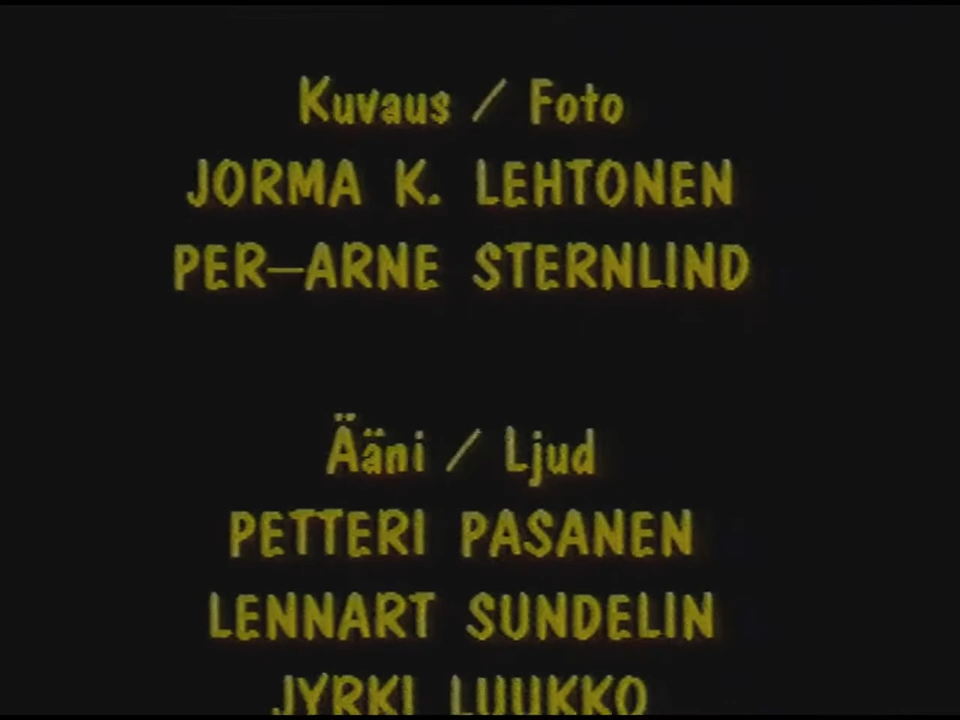 Kuvaus / Foto
JORMA K. LEHTONEN
PER–ARNE STERNLIND
Ääni / Ljud
PETTERI PASANEN
LENNART SUNDELIN
JYRKI LUUKKO